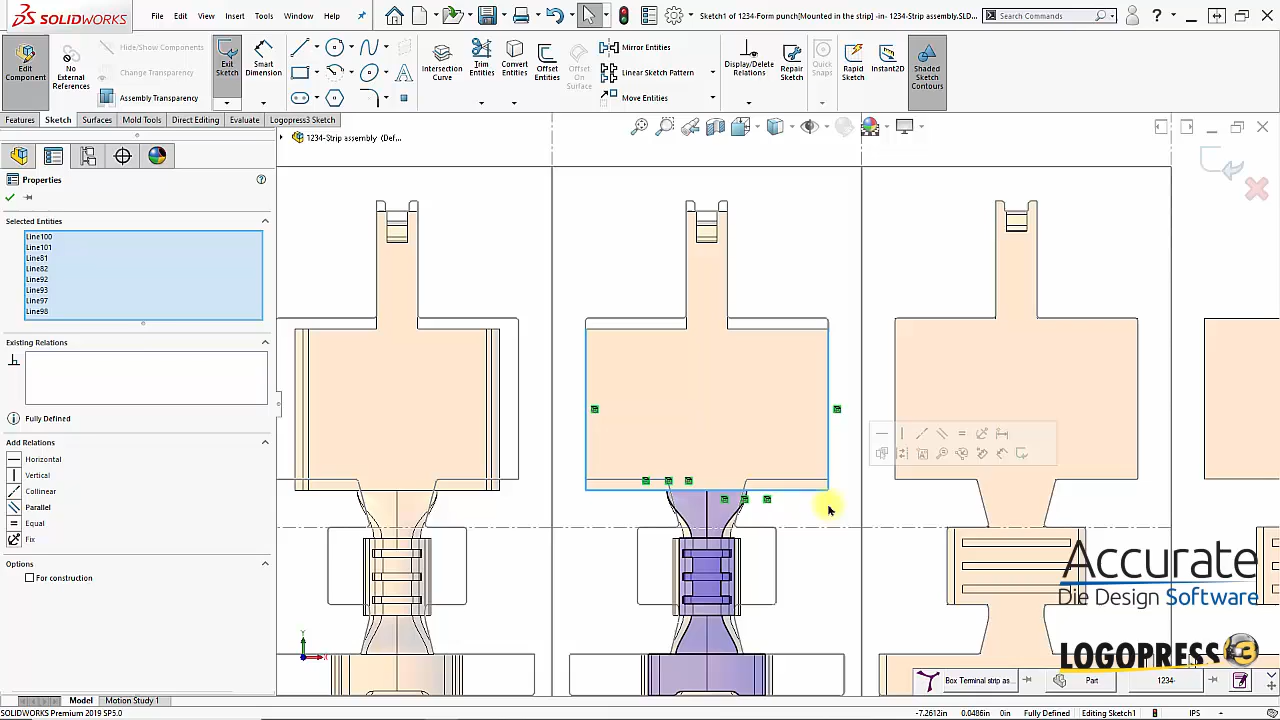 SOLIDWORKS
File Edit View Insert Tools Window Help
Sketch1 of 1234-Form punch[Mounted in the strip] -in- 1234-Strip assembly.SLD...
Search Commands
Edit Component
No External References
Hide/Show Components
Change Transparency
Assembly Transparency
Exit Sketch
Smart Dimension
Intersection Curve
Trim Entities
Convert Entities
Offset Entities
Offset On Surface
Mirror Entities
Linear Sketch Pattern
Move Entities
Display/Delete Relations
Repair Sketch
Quick Snaps
Rapid Sketch
Instant2D
Shaded Sketch Contours
Features Sketch Surfaces Mold Tools Direct Editing Evaluate Logopress3 Sketch
1234-Strip assembly (Def...
Properties
Selected Entities
Line100
Line101
Line81
Line82
Line92
Line93
Line97
Line98
Existing Relations
Fully Defined
Add Relations
Horizontal
Vertical
Collinear
Parallel
Equal
Fix
Options
For construction
Y
X
Accurate
Die Design Software
LOGOPRESS3
Box Terminal strip as...
Part
1234-
Model Motion Study 1
SOLIDWORKS Premium 2019 SP5.0
-7.2612in 0.0486in 0in Fully Defined Editing Sketch1 IPS